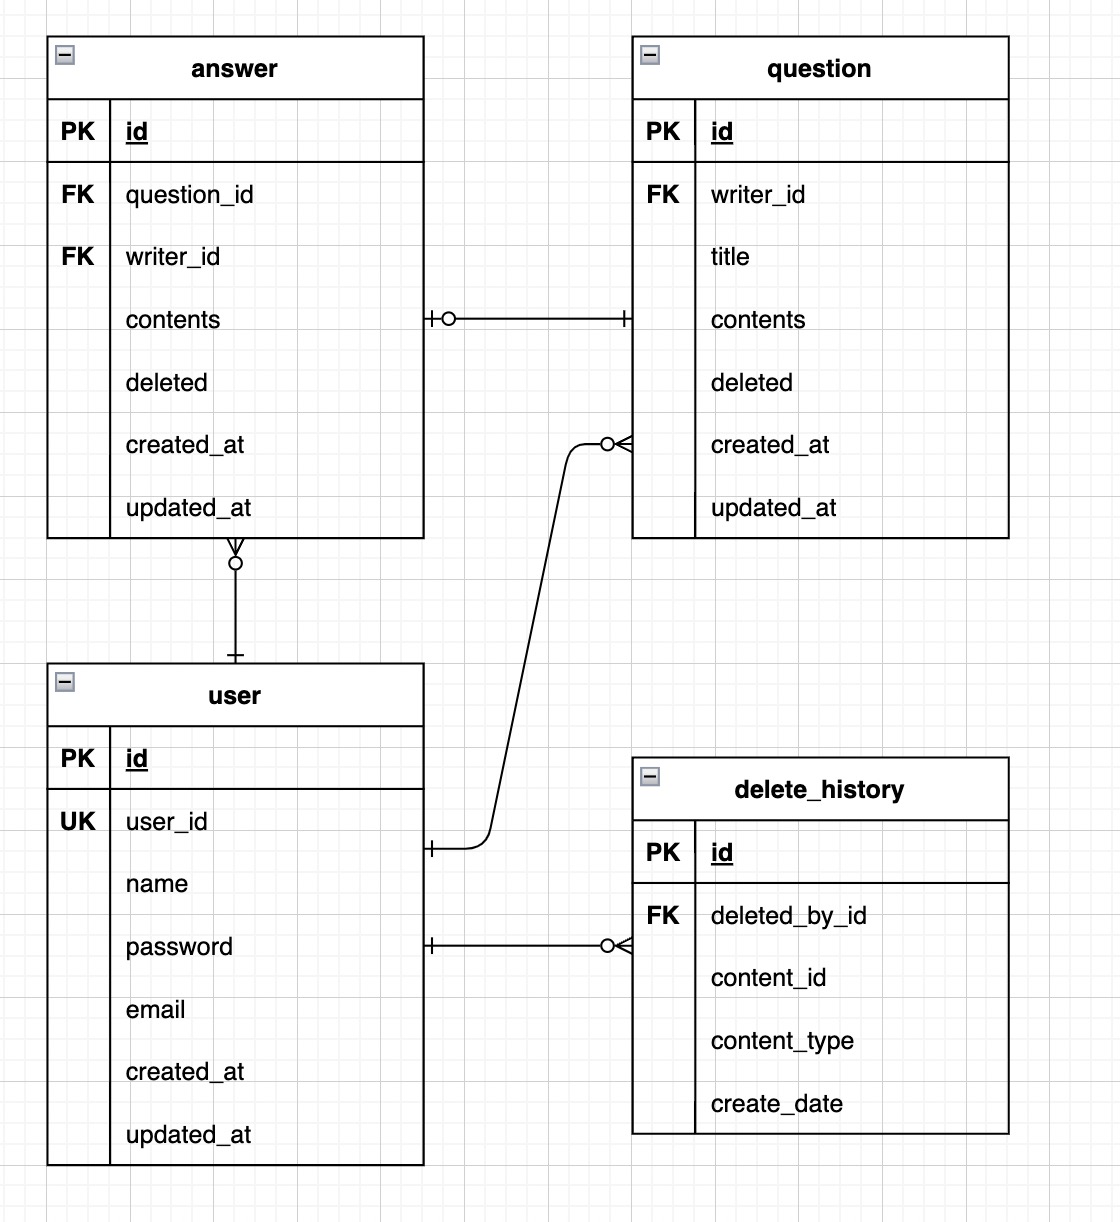 answer
PK id
FK question_id
FK writer_id
contents
deleted
created_at
updated_at
question
PK id
FK writer_id
title
contents
deleted
created_at
updated_at
user
PK id
UK user_id
name
password
email
created_at
updated_at
delete_history
PK id
FK deleted_by_id
content_id
content_type
create_date